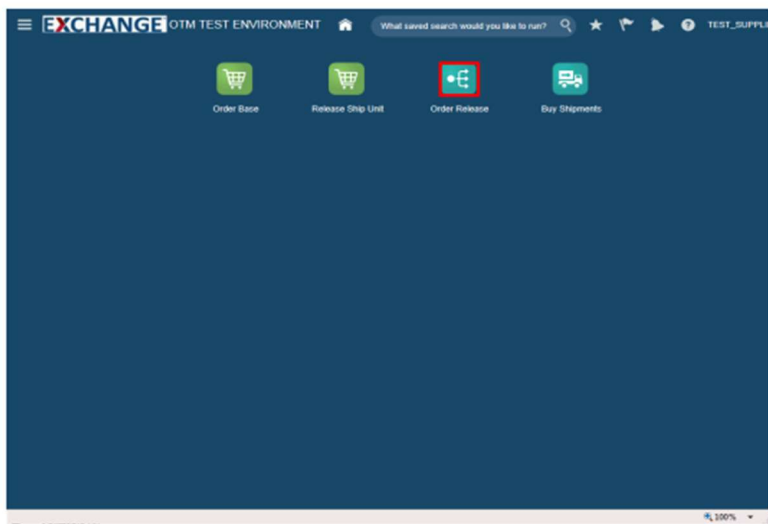 EXCHANGE OTM TEST ENVIRONMENT What saved search would you like to run? TEST_SUPPLI
Order Base Release Ship Unit Order Release Buy Shipments
100%